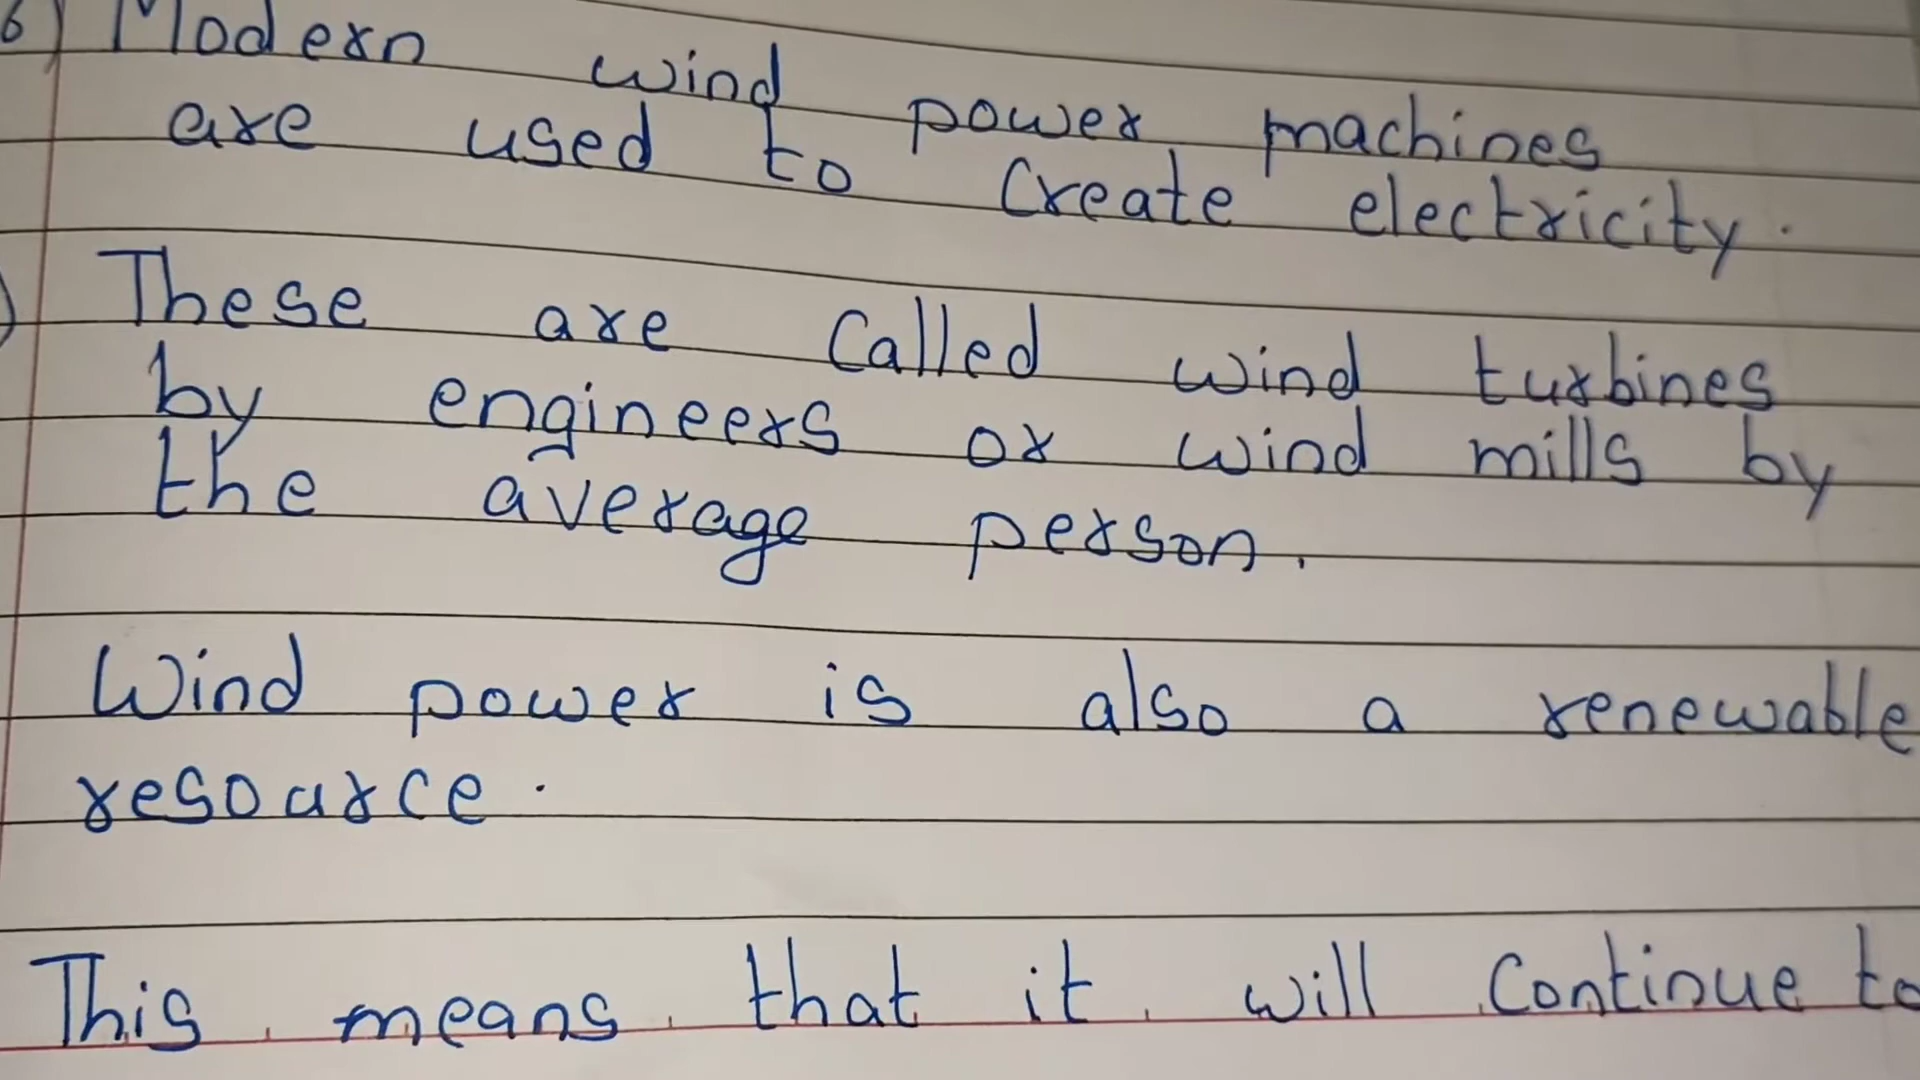 6) Modern wind power machines
are used to Create electricity.
) These are Called wind turbines
by engineers or wind mills by
the average person.
Wind power is also a renewable
resource.
This means that it will Continue to